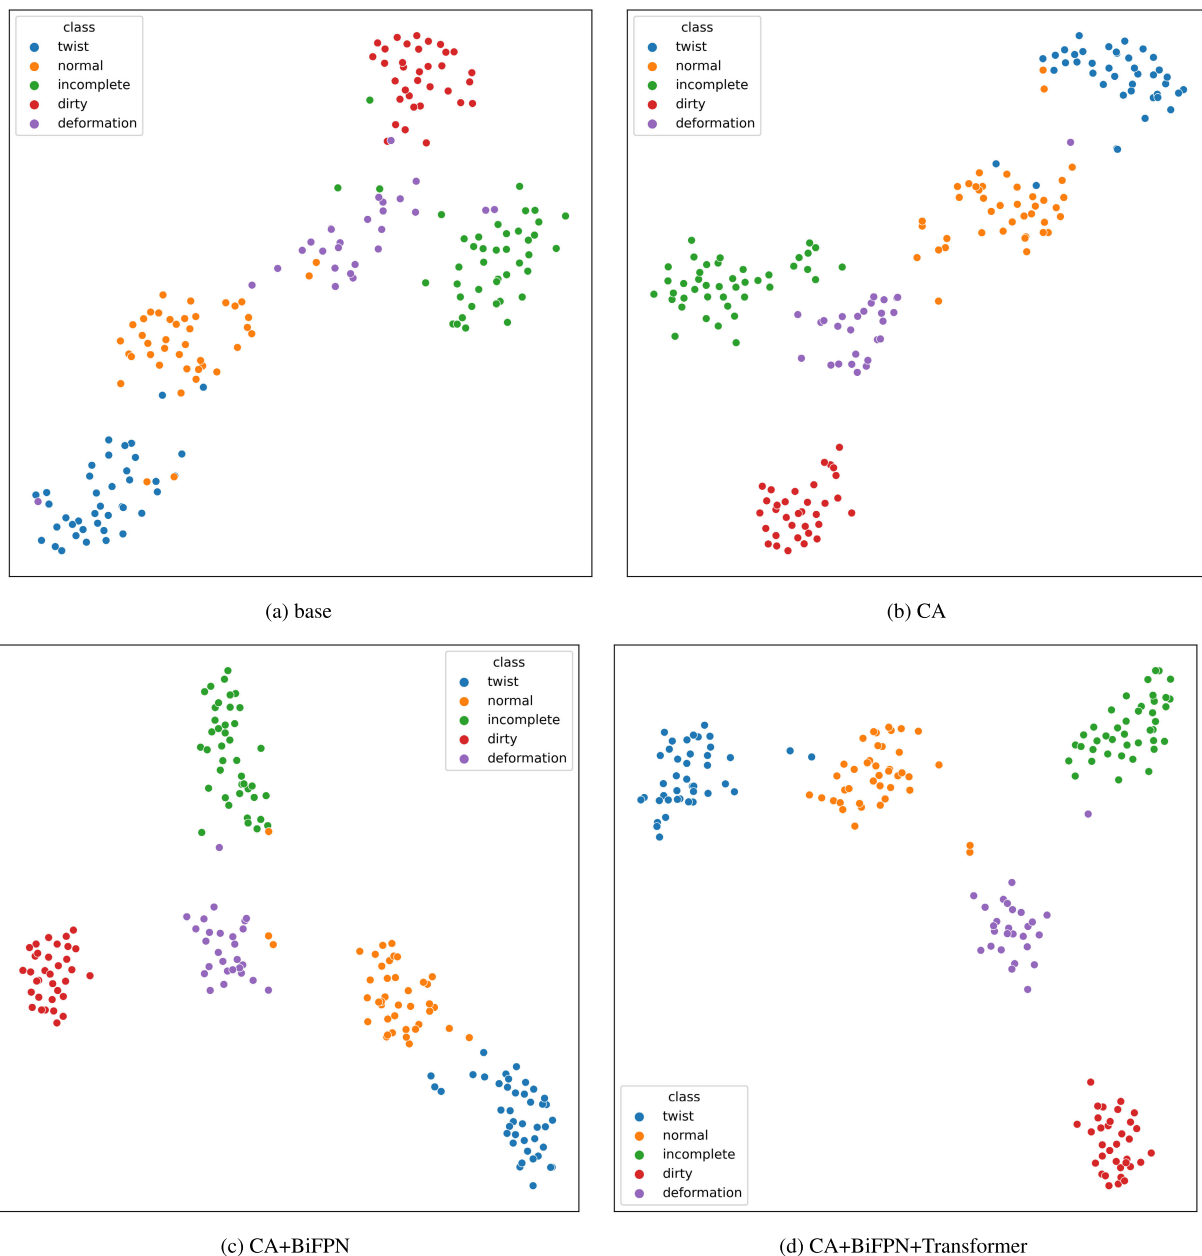 class
twist
normal
incomplete
dirty
deformation
class
twist
normal
incomplete
dirty
deformation
(a) base
(b) CA
class
twist
normal
incomplete
dirty
deformation
class
twist
normal
incomplete
dirty
deformation
(c) CA+BiFPN
(d) CA+BiFPN+Transformer